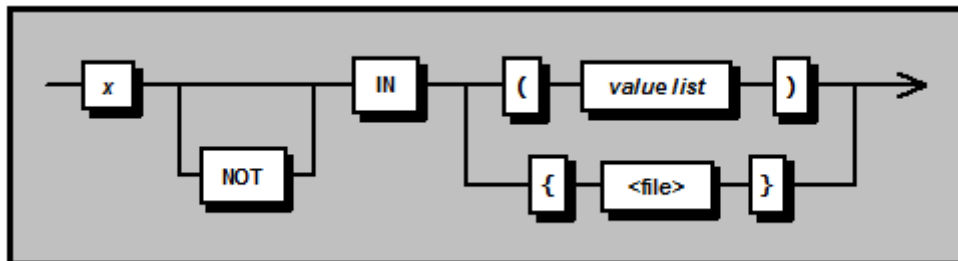 x IN ( value list )
NOT { <file> }